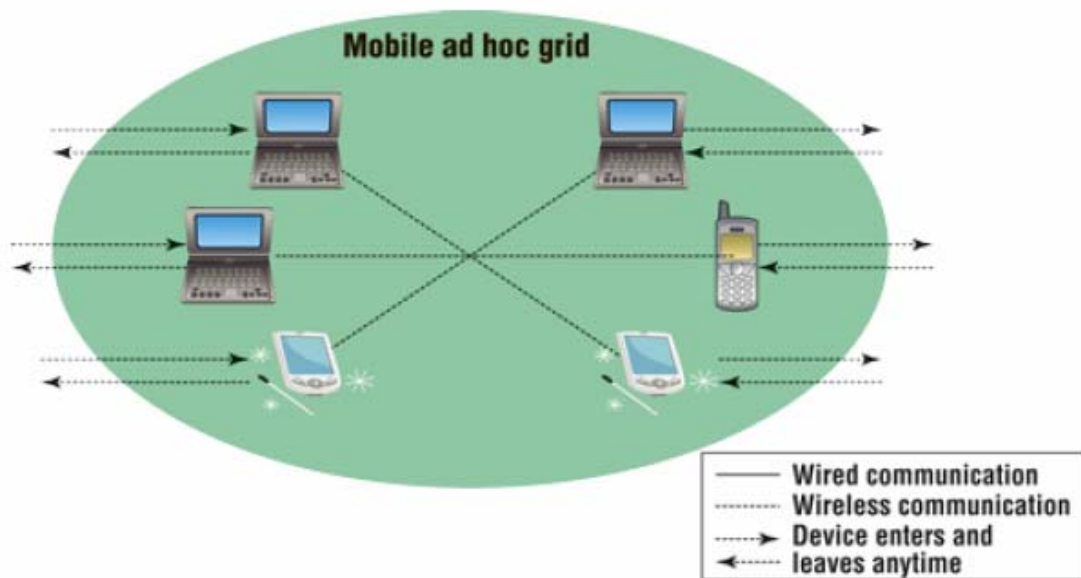 Mobile ad hoc grid
Wired communication
Wireless communication
Device enters and
leaves anytime